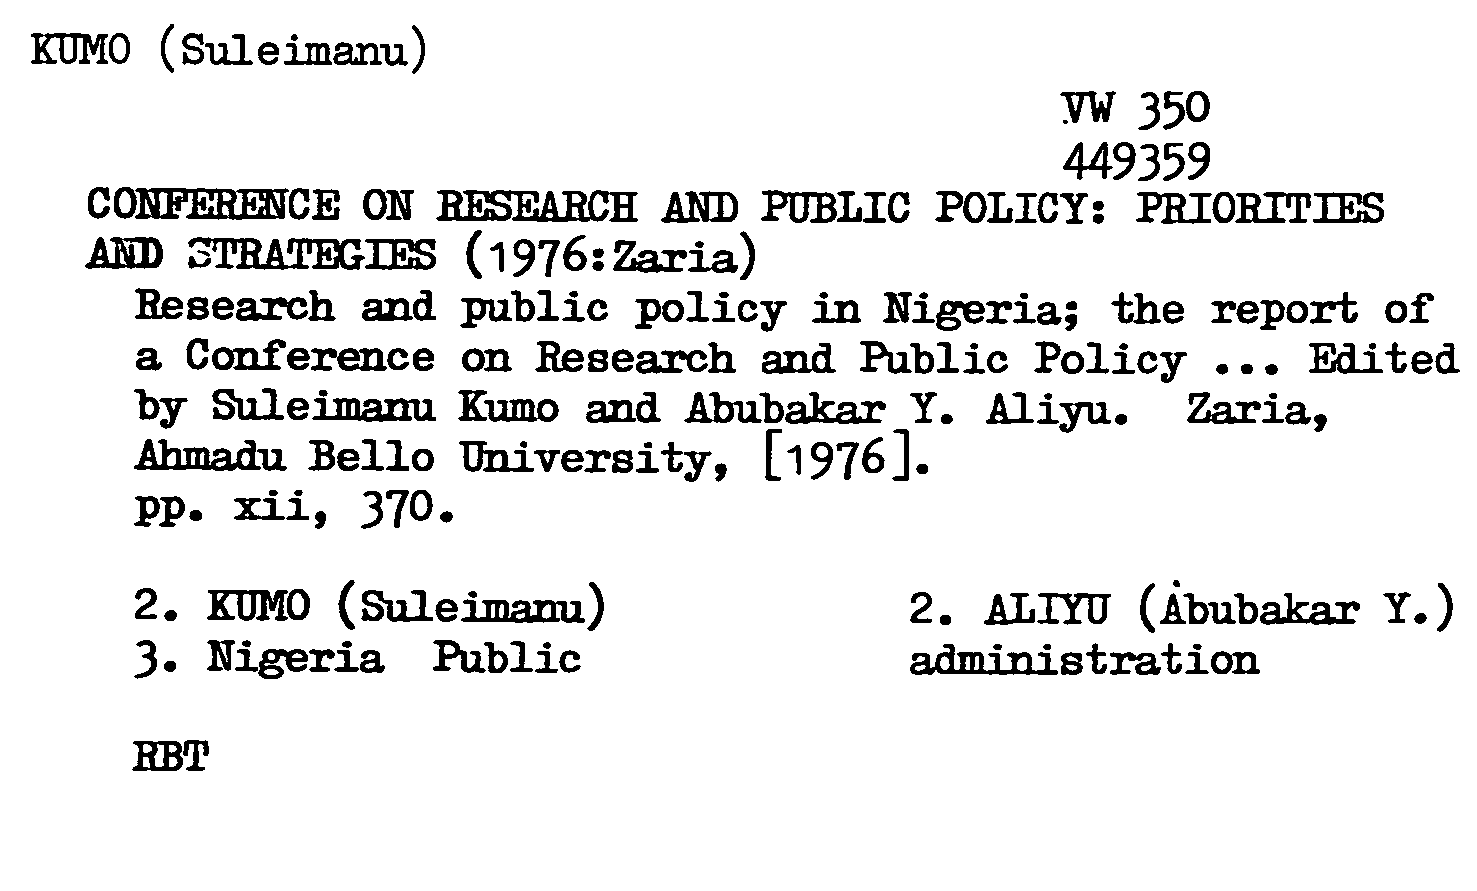 KUMO (Suleimanu)
VW 350
449359
CONFERENCE ON RESEARCH AND PUBLIC POLICY: PRIORITIES
AND STRATEGIES (1976:Zaria)
Research and public policy in Nigeria; the report of
a Conference on Research and Public Policy ... Edited
by Suleimanu Kumo and Abubakar Y. Aliyu. Zaria,
Ahmadu Bello University, [1976].
pp. xii, 370.
2. KUMO (Suleimanu) 2. ALIYU (Abubakar Y.)
3. Nigeria Public administration
RBT